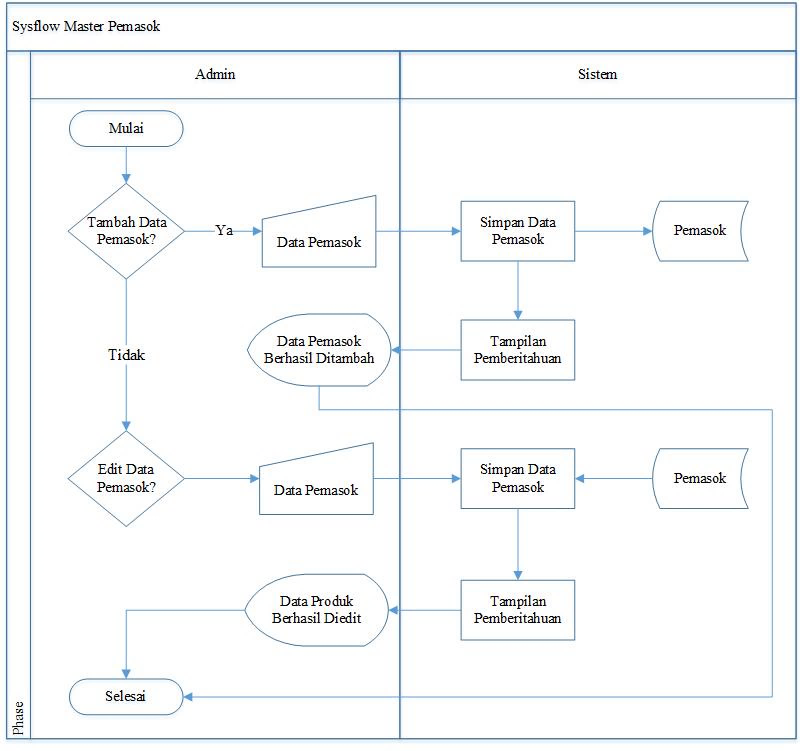 Sysflow Master Pemasok
Admin
Sistem
Mulai
Tambah Data
Pemasok?
Ya
Data Pemasok
Simpan Data
Pemasok
Pemasok
Tidak
Data Pemasok
Berhasil Ditambah
Tampilan
Pemberitahuan
Edit Data
Pemasok?
Data Pemasok
Simpan Data
Pemasok
Pemasok
Data Produk
Berhasil Diedit
Tampilan
Pemberitahuan
Selesai
Phase